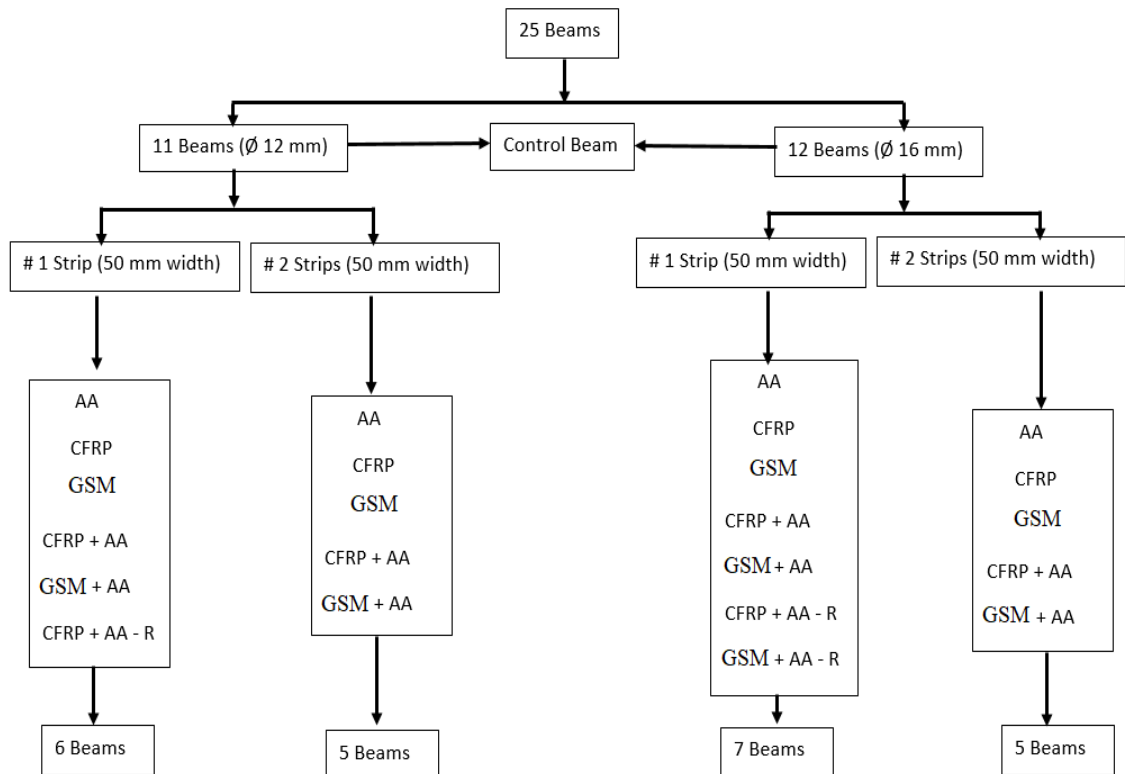 25 Beams
11 Beams (Ø 12 mm)
Control Beam
12 Beams (Ø 16 mm)
# 1 Strip (50 mm width)
# 2 Strips (50 mm width)
# 1 Strip (50 mm width)
# 2 Strips (50 mm width)
AA
CFRP
GSM
CFRP + AA
GSM + AA
CFRP + AA - R
6 Beams
AA
CFRP
GSM
CFRP + AA
GSM + AA
5 Beams
AA
CFRP
GSM
CFRP + AA
GSM + AA
CFRP + AA - R
GSM + AA - R
7 Beams
AA
CFRP
GSM
CFRP + AA
GSM + AA
5 Beams